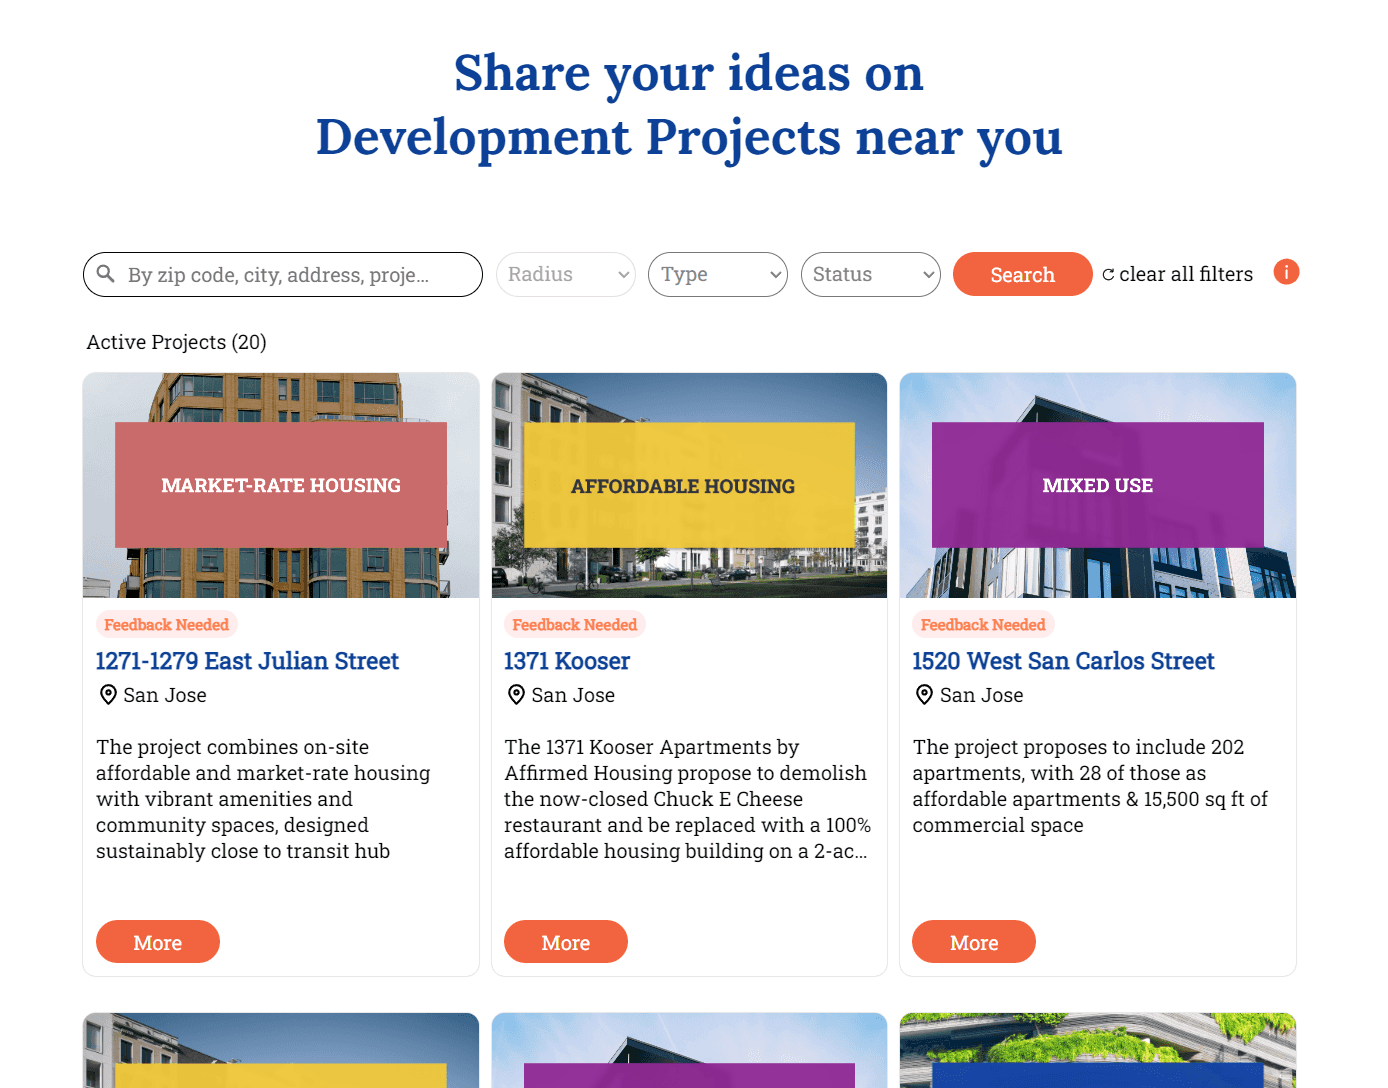 Share your ideas on
Development Projects near you
By zip code, city, address, proje...
Radius
Type
Status
Search
clear all filters
i
Active Projects (20)
MARKET-RATE HOUSING
Feedback Needed
1271-1279 East Julian Street
San Jose
The project combines on-site
affordable and market-rate housing
with vibrant amenities and
community spaces, designed
sustainably close to transit hub
More
AFFORDABLE HOUSING
Feedback Needed
1371 Kooser
San Jose
The 1371 Kooser Apartments by
Affirmed Housing propose to demolish
the now-closed Chuck E Cheese
restaurant and be replaced with a 100%
affordable housing building on a 2-ac...
More
MIXED USE
Feedback Needed
1520 West San Carlos Street
San Jose
The project proposes to include 202
apartments, with 28 of those as
affordable apartments & 15,500 sq ft of
commercial space
More